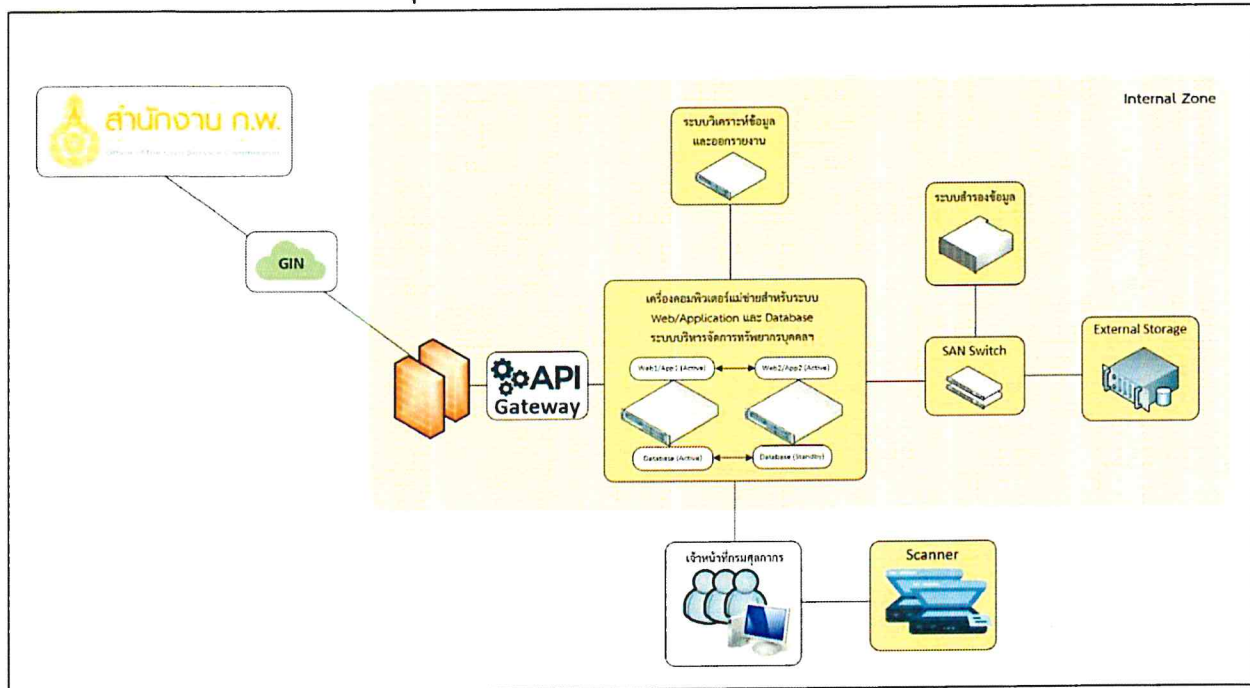 Internal Zone
สำนักงาน ก.พ.
ระบบวิเคราะห์ข้อมูล
และออกรายงาน
ระบบสำรองข้อมูล
GIN
เครื่องคอมพิวเตอร์แม่ข่ายสำหรับระบบ
Web/Application และ Database
ระบบบริหารจัดการทรัพยากรบุคคลฯ
Web1/App1 (Active)
Web2/App2 (Active)
Database (Active)
Database (Standby)
API
Gateway
SAN Switch
External Storage
เจ้าหน้าที่กรมศุลกากร
Scanner